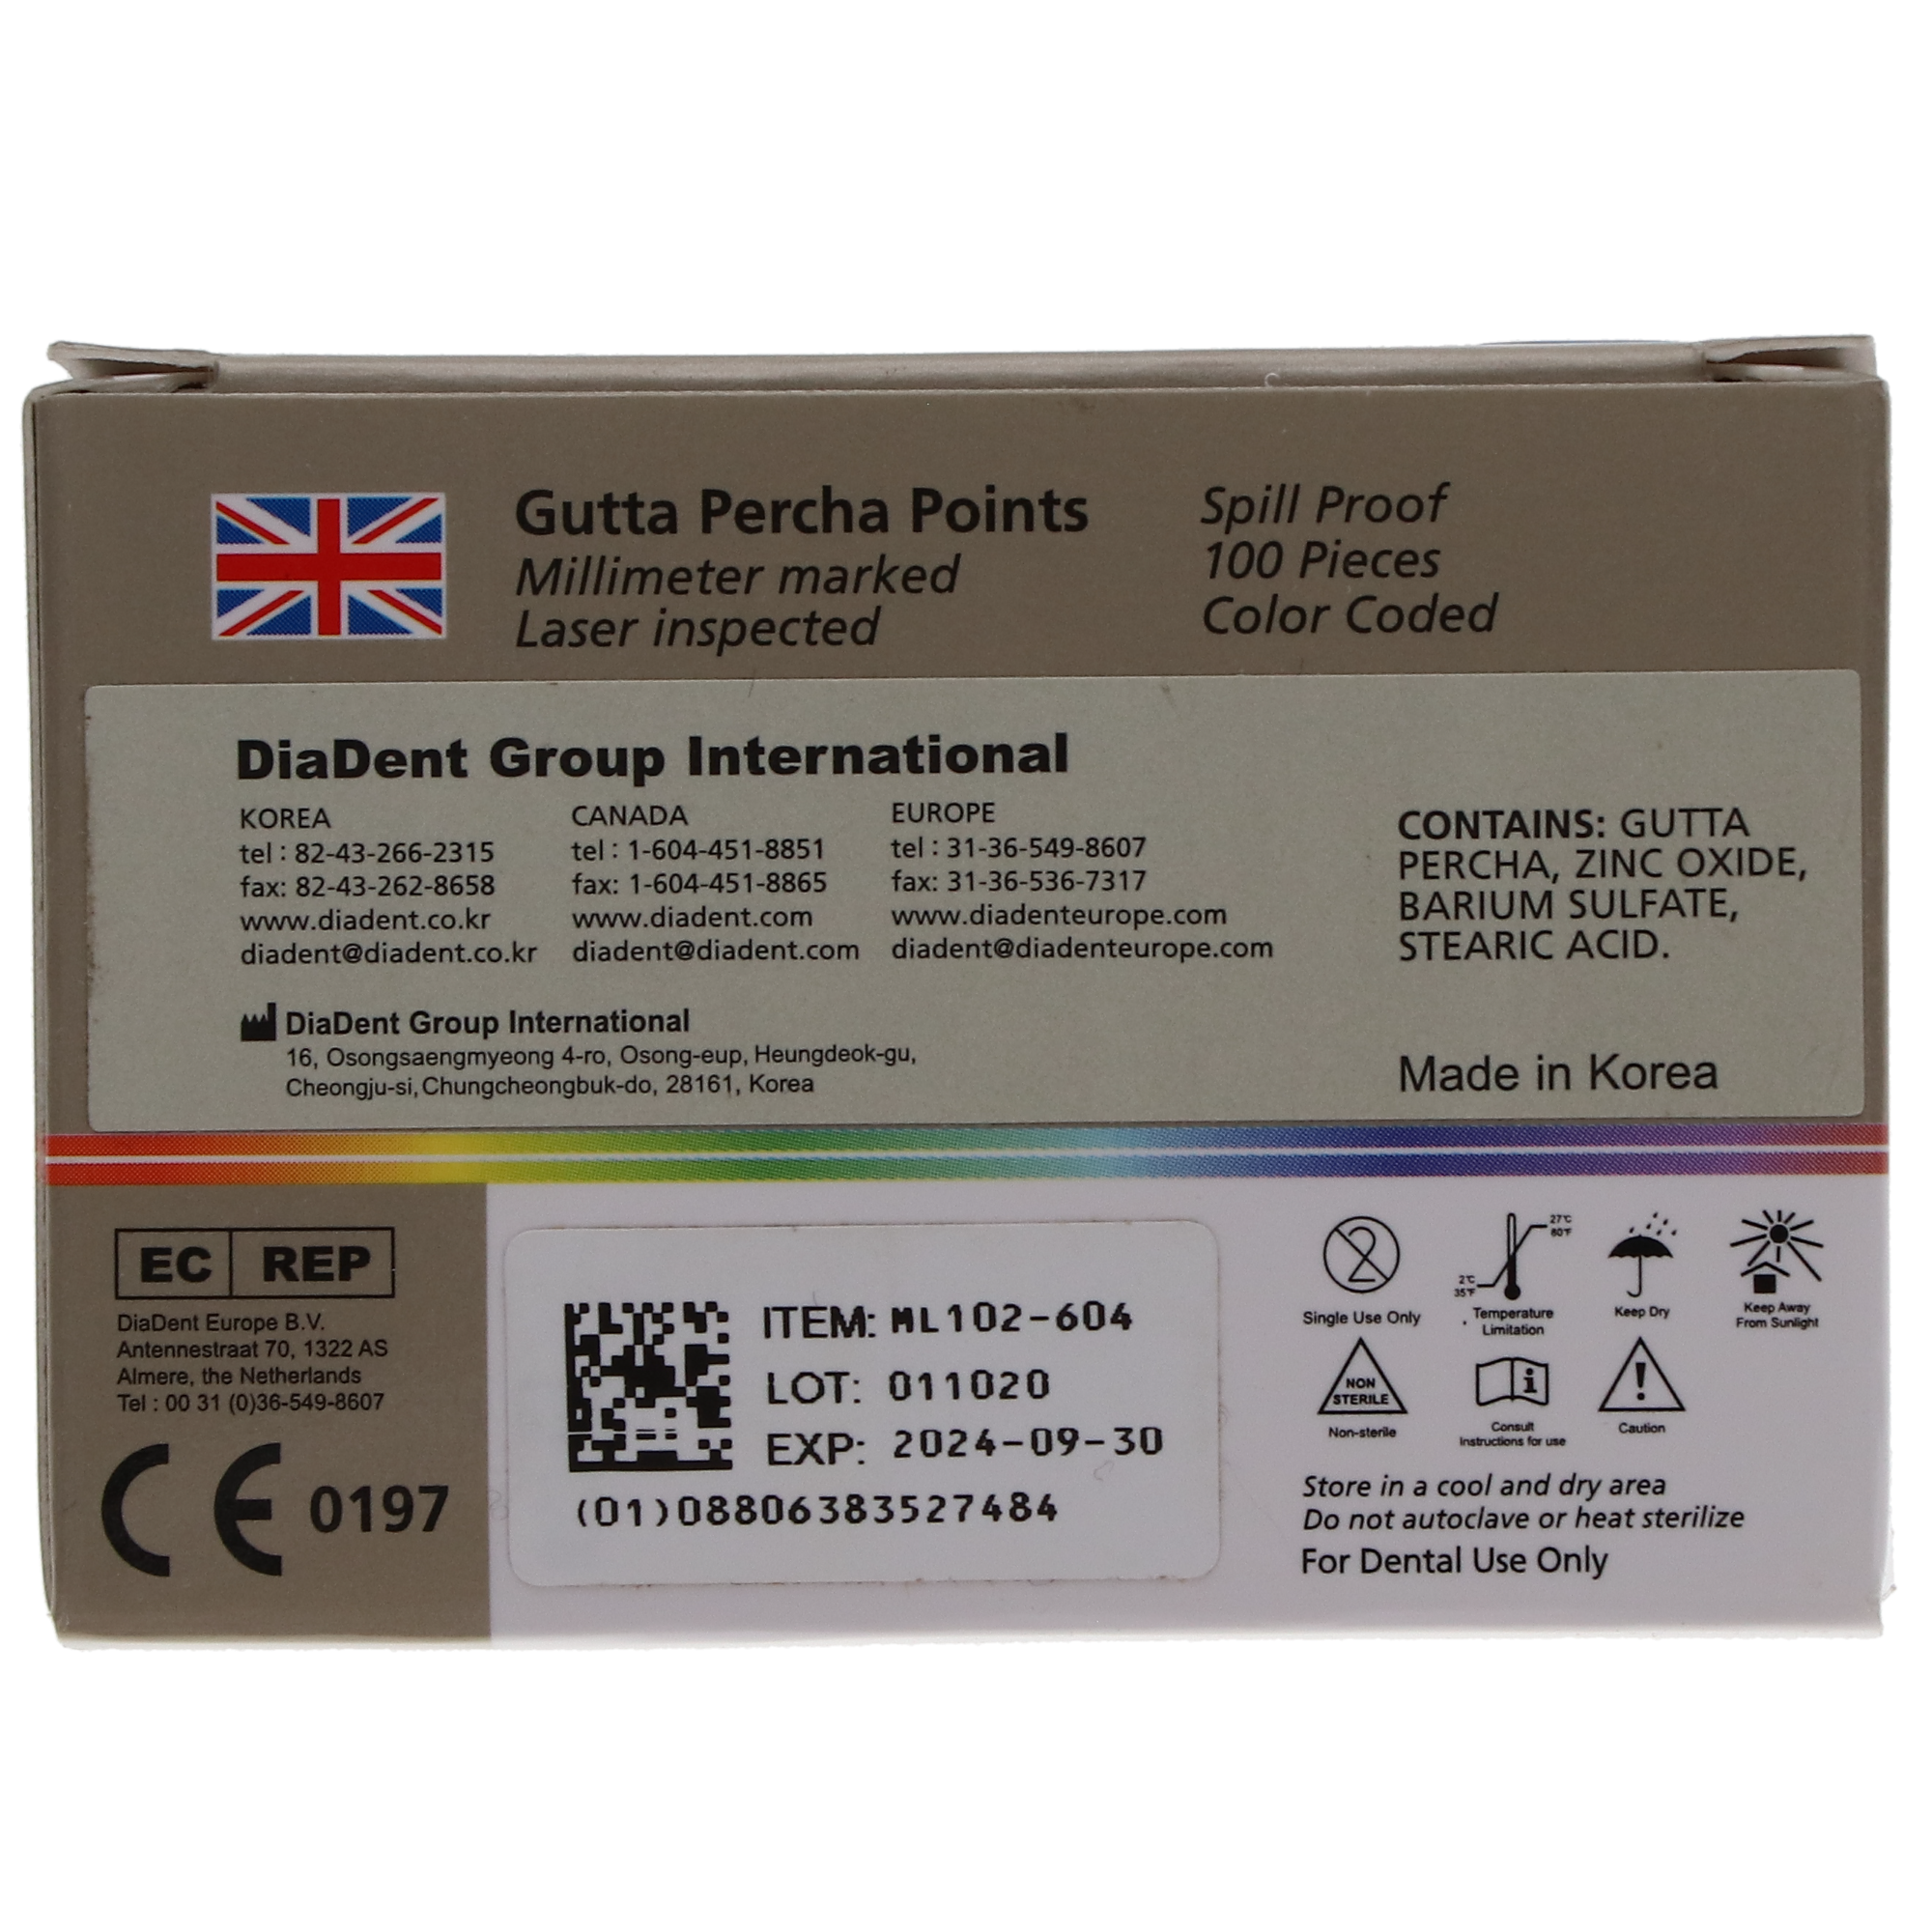 Gutta Percha Points
Millimeter marked
Laser inspected
Spill Proof
100 Pieces
Color Coded
DiaDent Group International
KOREA
tel : 82-43-266-2315
fax: 82-43-262-8658
www.diadent.co.kr
diadent@diadent.co.kr
CANADA
tel : 1-604-451-8851
fax: 1-604-451-8865
www.diadent.com
diadent@diadent.com
EUROPE
tel : 31-36-549-8607
fax: 31-36-536-7317
www.diadenteurope.com
diadent@diadenteurope.com
CONTAINS: GUTTA
PERCHA, ZINC OXIDE,
BARIUM SULFATE,
STEARIC ACID.
DiaDent Group International
16, Osongsaengmyeong 4-ro, Osong-eup, Heungdeok-gu,
Cheongju-si, Chungcheongbuk-do, 28161, Korea
Made in Korea
EC REP
DiaDent Europe B.V.
Antennestraat 70, 1322 AS
Almere, the Netherlands
Tel : 00 31 (0)36-549-8607
CE 0197
ITEM: ML102-604
LOT: 011020
EXP: 2024-09-30
(01)08806383527484
2
Single Use Only
27℃
80℉
2℃
35℉
Temperature
Limitation
Keep Dry
Keep Away
From Sunlight
NON
STERILE
Non-sterile
i
Consult
Instructions for use
!
Caution
Store in a cool and dry area
Do not autoclave or heat sterilize
For Dental Use Only